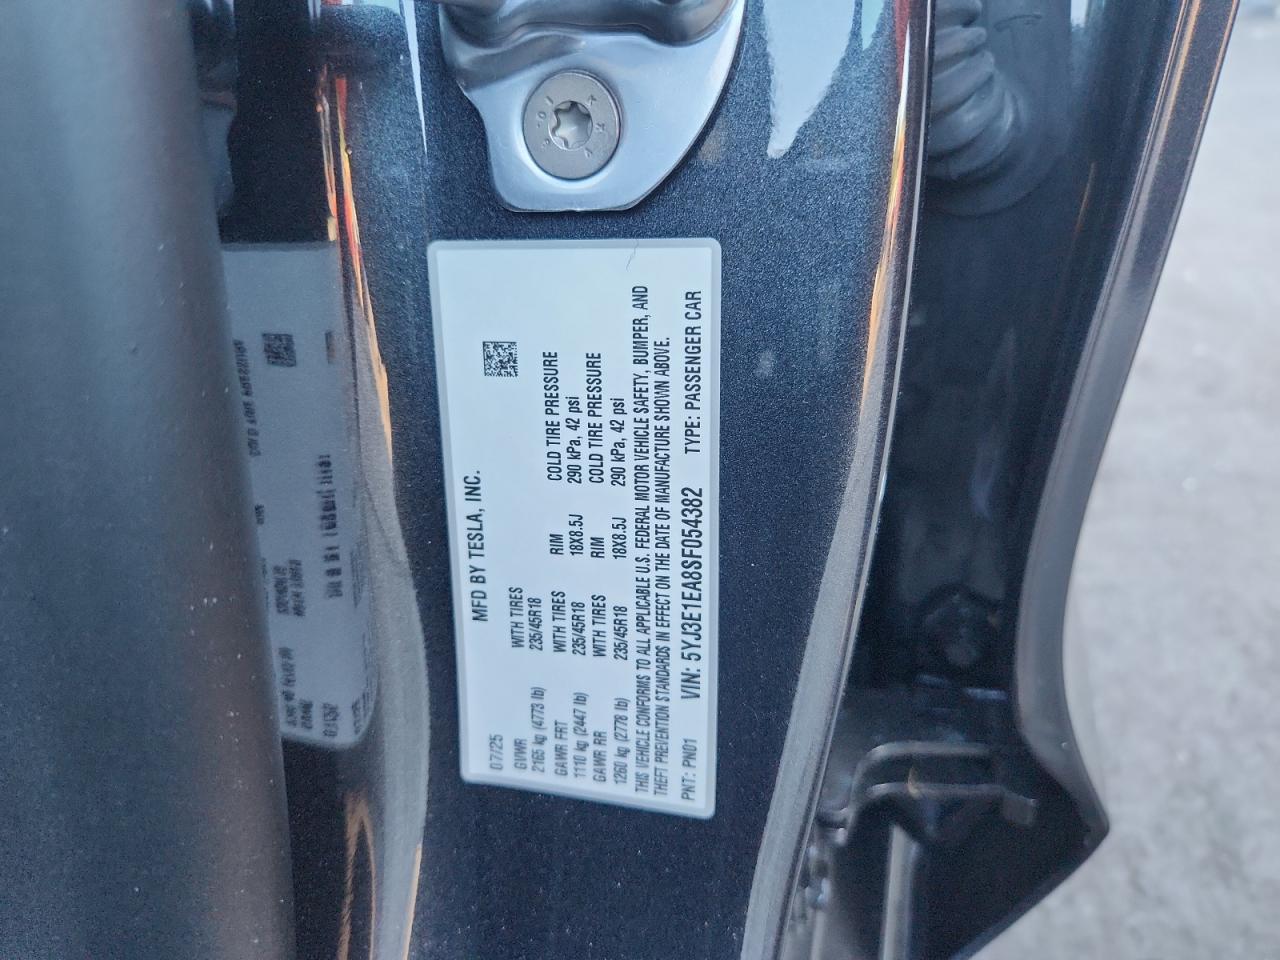 MFD BY TESLA, INC.
07/25
GVWR
2165 kg (4773 lb)
WITH TIRES
235/45R18
GAWR FRT WITH TIRES RIM COLD TIRE PRESSURE
1110 kg (2447 lb) 235/45R18 18X8.5J 290 kPa, 42 psi
GAWR RR WITH TIRES RIM COLD TIRE PRESSURE
1260 kg (2778 lb) 235/45R18 18X8.5J 290 kPa, 42 psi
THIS VEHICLE CONFORMS TO ALL APPLICABLE U.S. FEDERAL MOTOR VEHICLE SAFETY, BUMPER, AND
THEFT PREVENTION STANDARDS IN EFFECT ON THE DATE OF MANUFACTURE SHOWN ABOVE.
PNT: PN01 VIN: 5YJ3E1EA8SF054382 TYPE: PASSENGER CAR